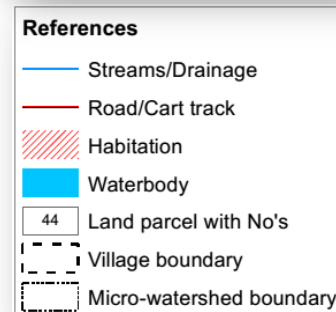 References
Streams/Drainage
Road/Cart track
Habitation
Waterbody
44 Land parcel with No's
Village boundary
Micro-watershed boundary